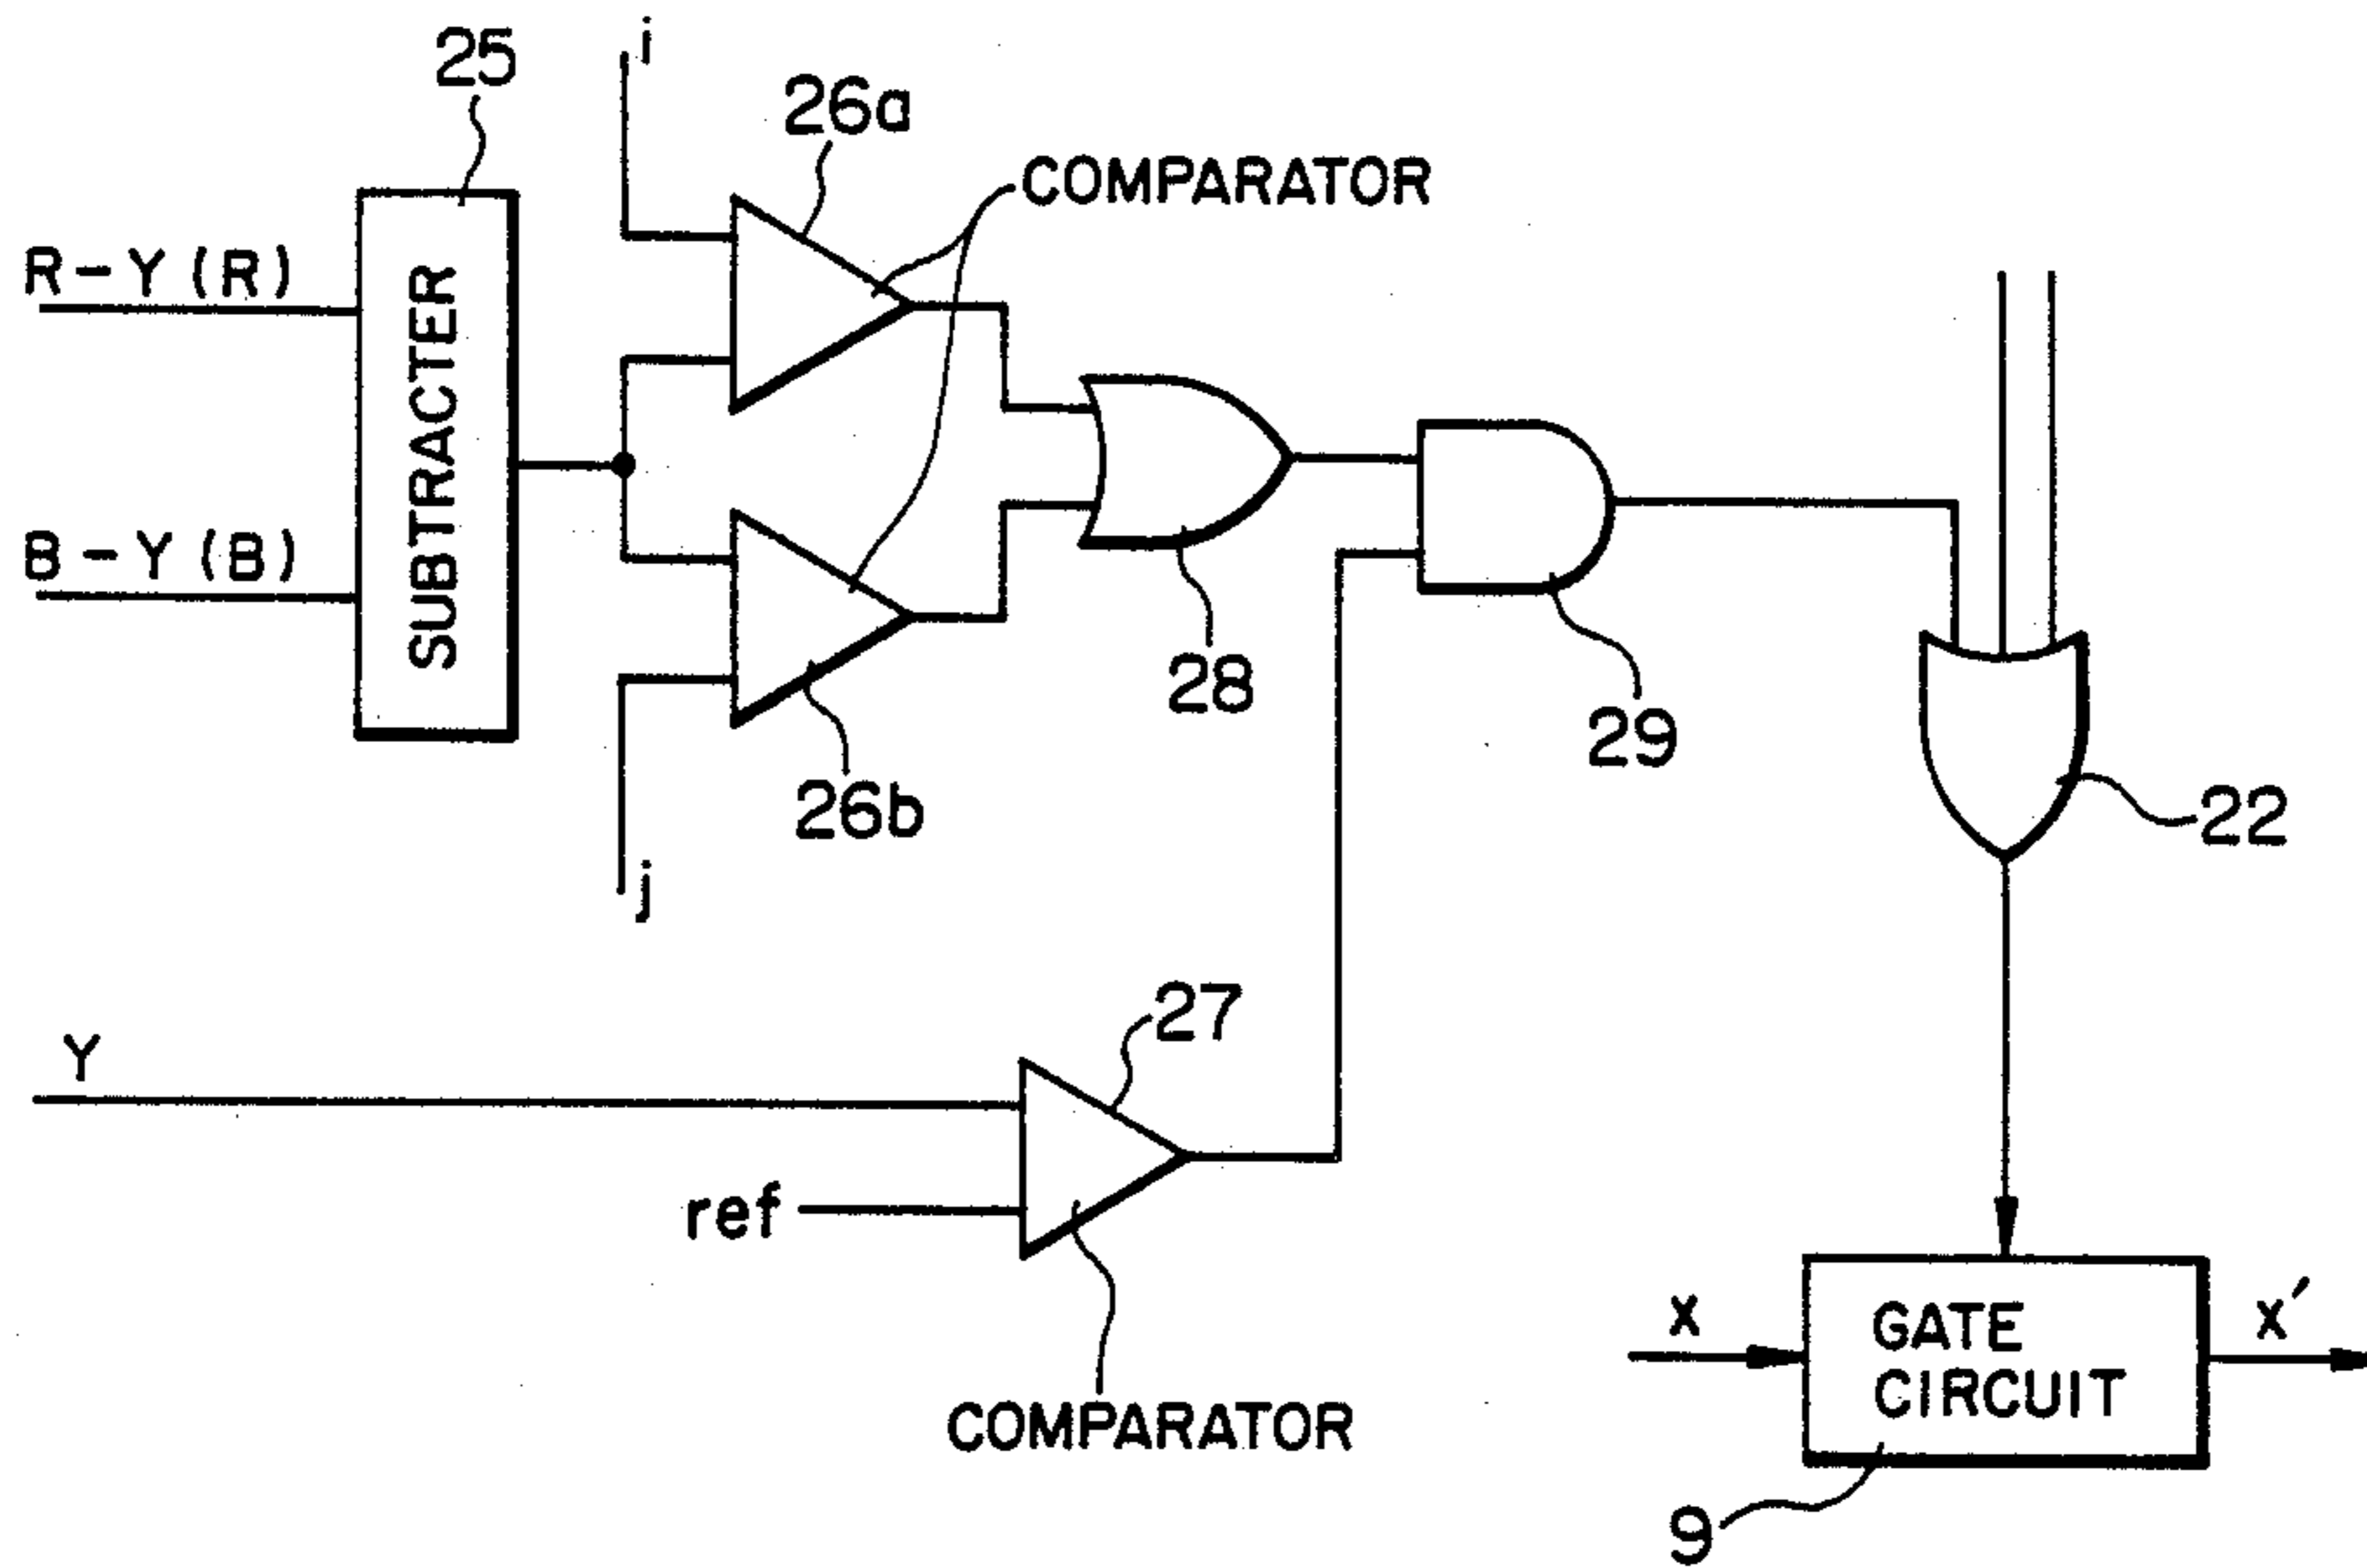 i
25
26a
COMPARATOR
R-Y (R)
SUBTRACTER
B-Y (B)
28
29
26b
22
j
27
Y
ref
x
GATE
CIRCUIT
x′
COMPARATOR
9